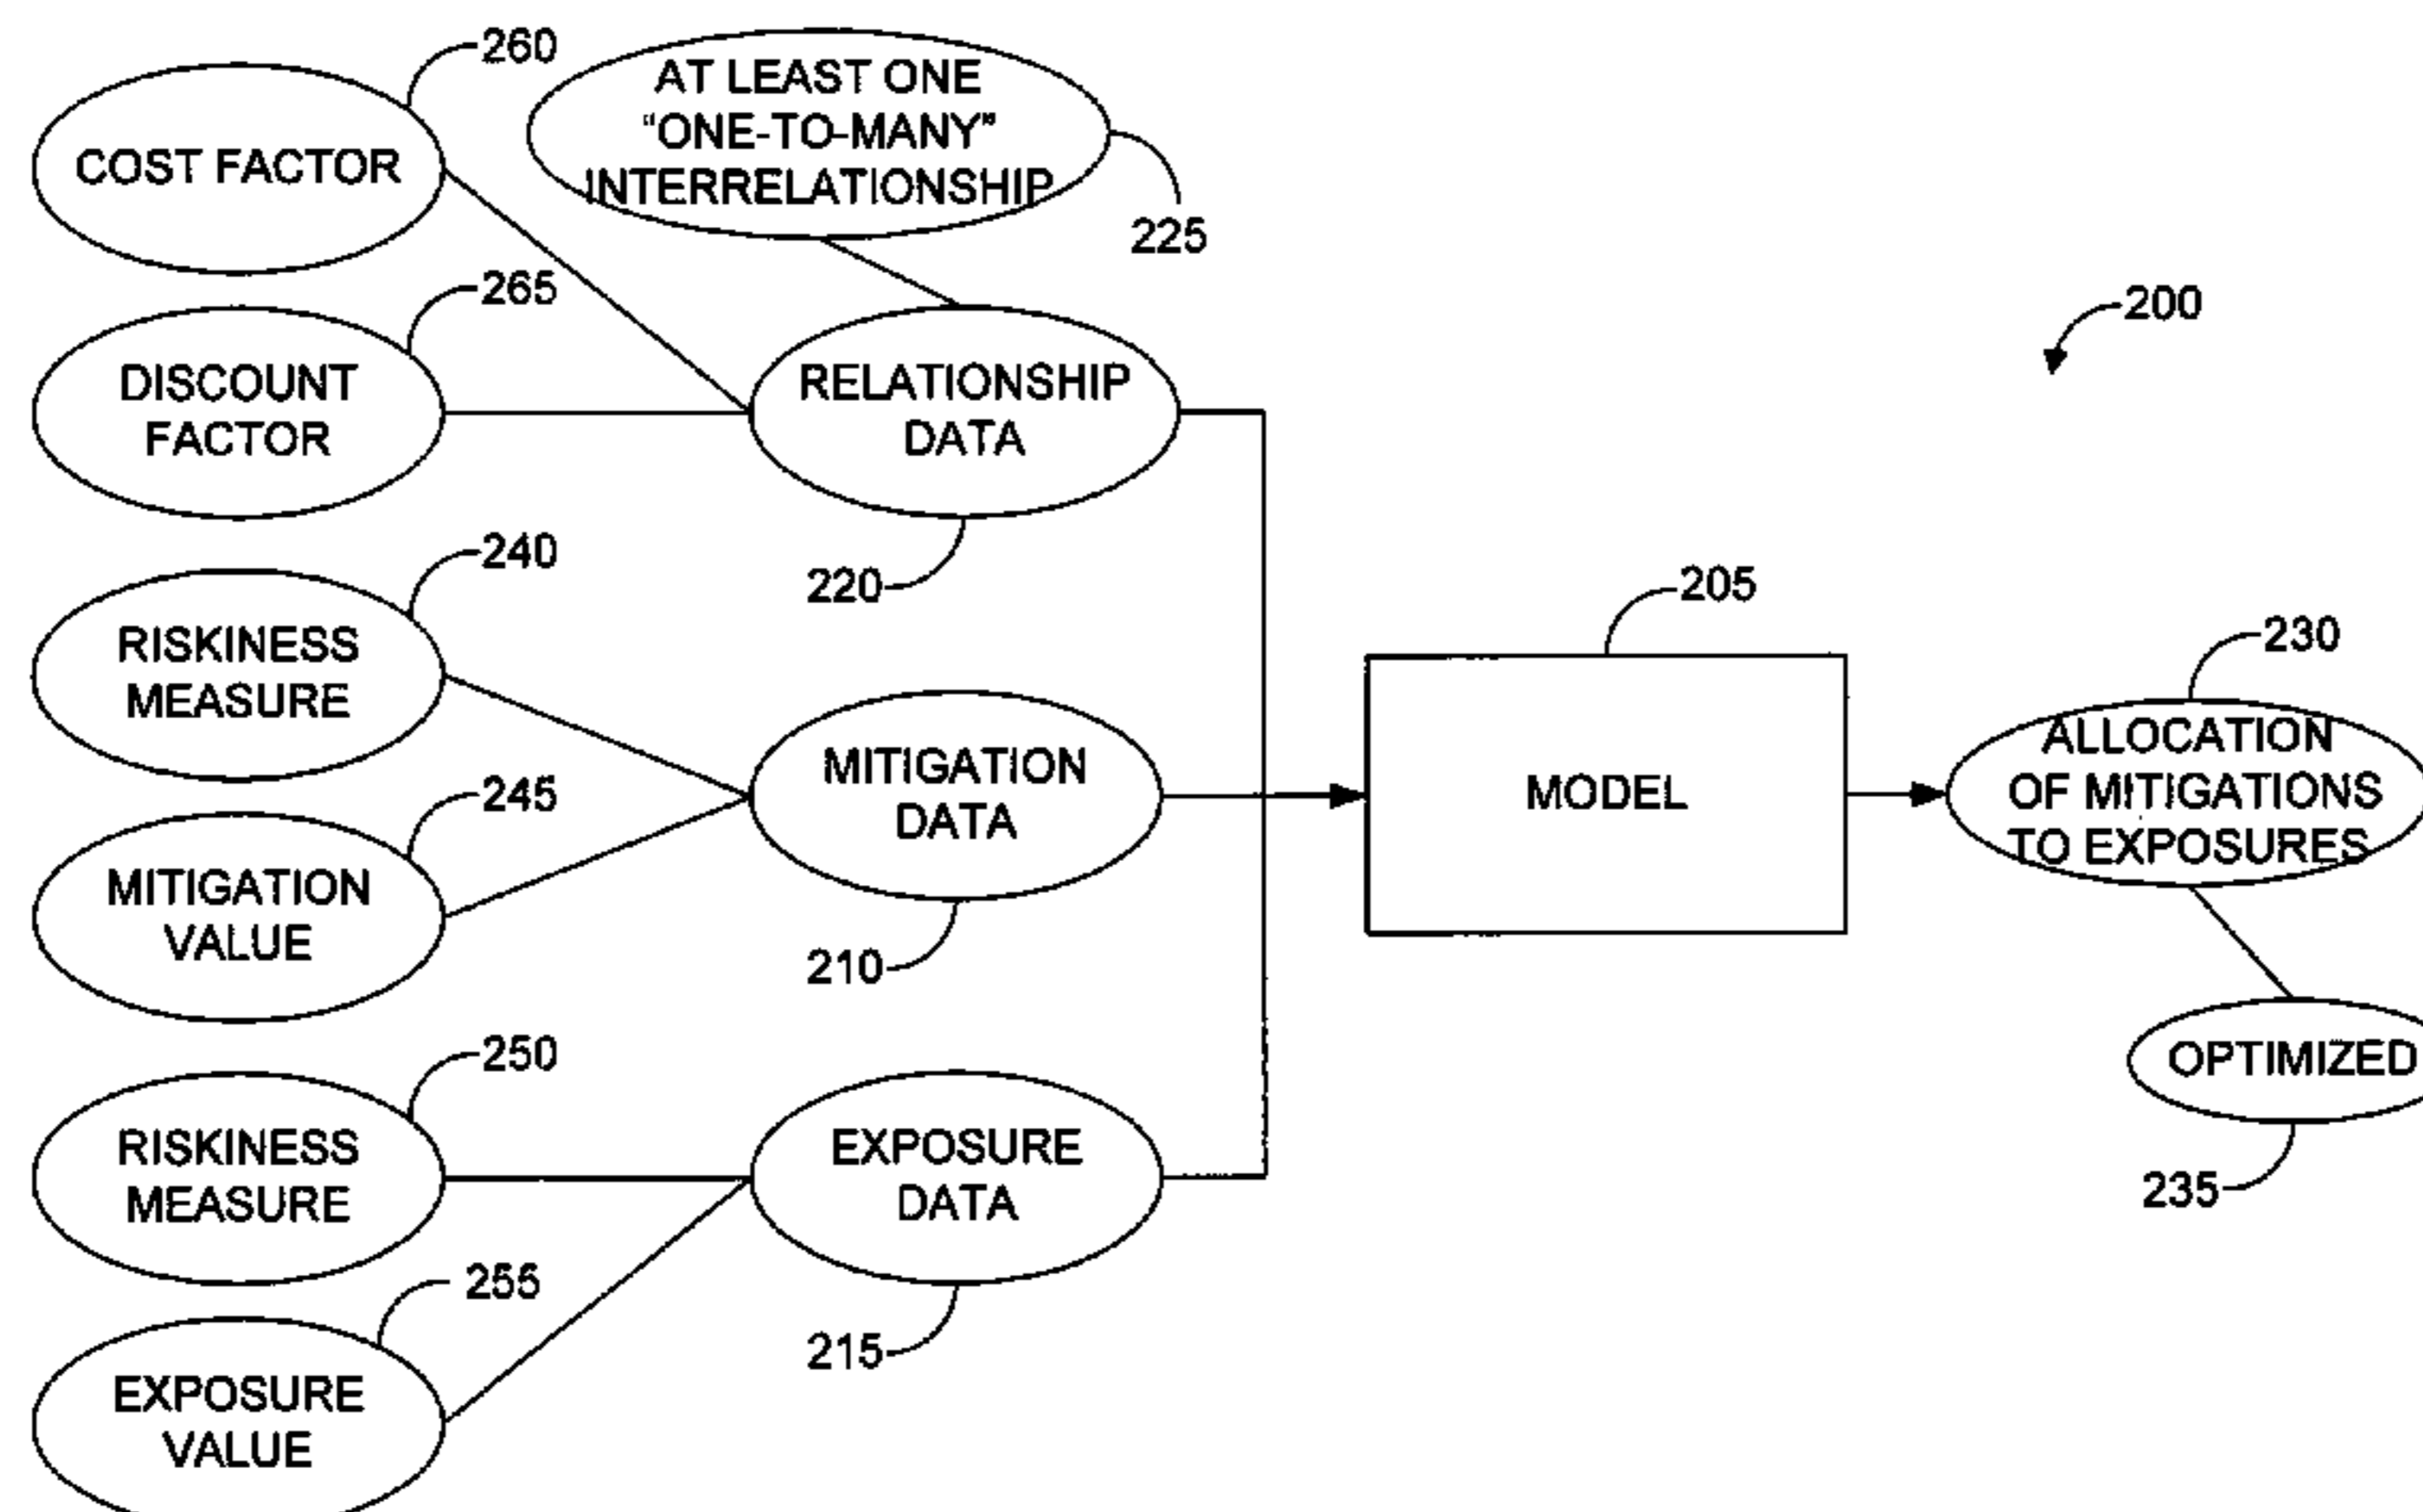 260
AT LEAST ONE
“ONE-TO-MANY”
INTERRELATIONSHIP
225
COST FACTOR
265
DISCOUNT
FACTOR
RELATIONSHIP
DATA
220
200
240
RISKINESS
MEASURE
245
MITIGATION
VALUE
MITIGATION
DATA
210
205
MODEL
230
ALLOCATION
OF MITIGATIONS
TO EXPOSURES
OPTIMIZED
235
250
RISKINESS
MEASURE
255
EXPOSURE
VALUE
EXPOSURE
DATA
215